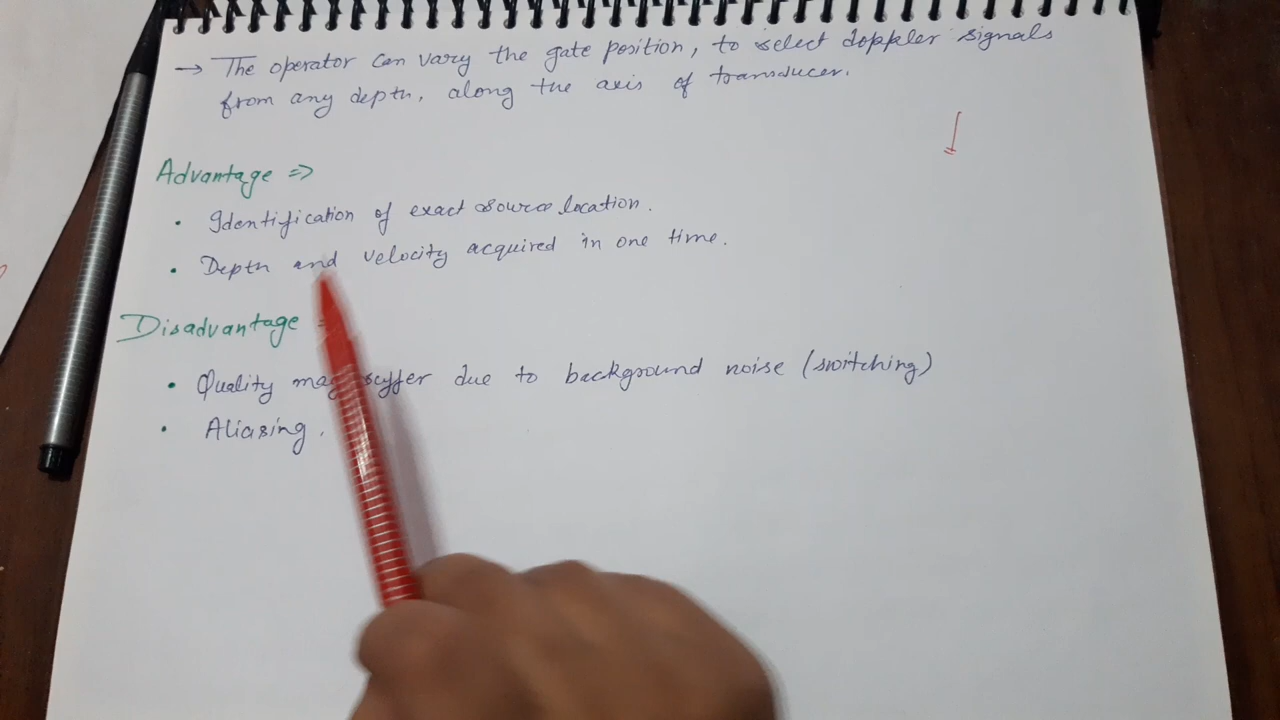 → The operator can vary the gate position, to select doppler signals
from any depth, along the axis of transducer.
Advantage =>
• Identification of exact source location.
• Depth and velocity acquired in one time.
Disadvantage
• Quality may suffer due to background noise (switching)
• Aliasing.